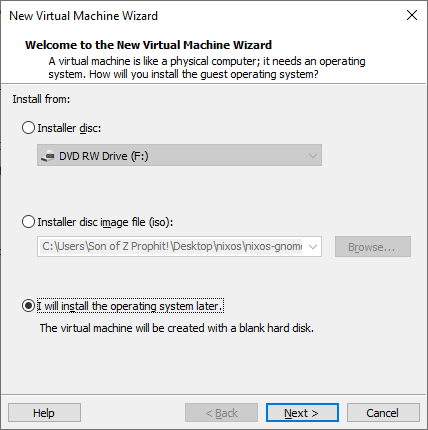 New Virtual Machine Wizard
Welcome to the New Virtual Machine Wizard
A virtual machine is like a physical computer; it needs an operating
system. How will you install the guest operating system?
Install from:
Installer disc:
DVD RW Drive (F:)
Installer disc image file (iso):
C:\Users\Son of Z Prophit!\Desktop\nixos\nixos-gnome
Browse...
I will install the operating system later.
The virtual machine will be created with a blank hard disk.
Help
< Back
Next >
Cancel